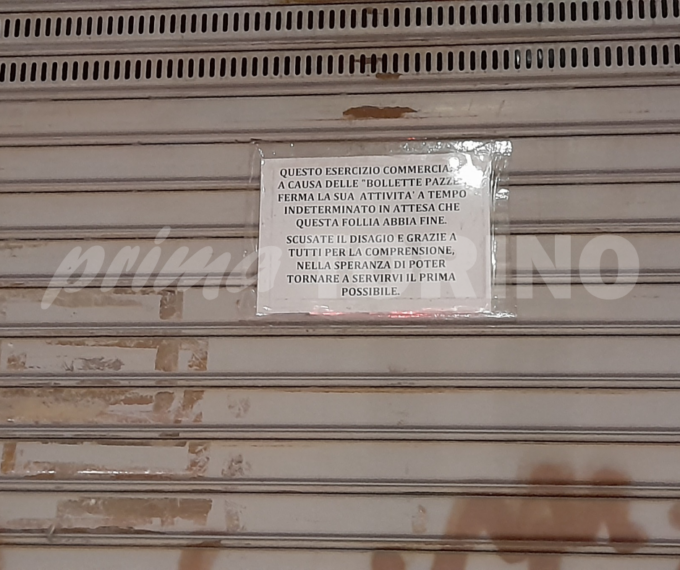 QUESTO ESERCIZIO COMMERCIALE
A CAUSA DELLE "BOLLETTE PAZZE"
FERMA LA SUA ATTIVITA' A TEMPO
INDETERMINATO IN ATTESA CHE
QUESTA FOLLIA ABBIA FINE.
SCUSATE IL DISAGIO E GRAZIE A
TUTTI PER LA COMPRENSIONE,
NELLA SPERANZA DI POTER
TORNARE A SERVIRVI IL PRIMA
POSSIBILE.
prima TORINO